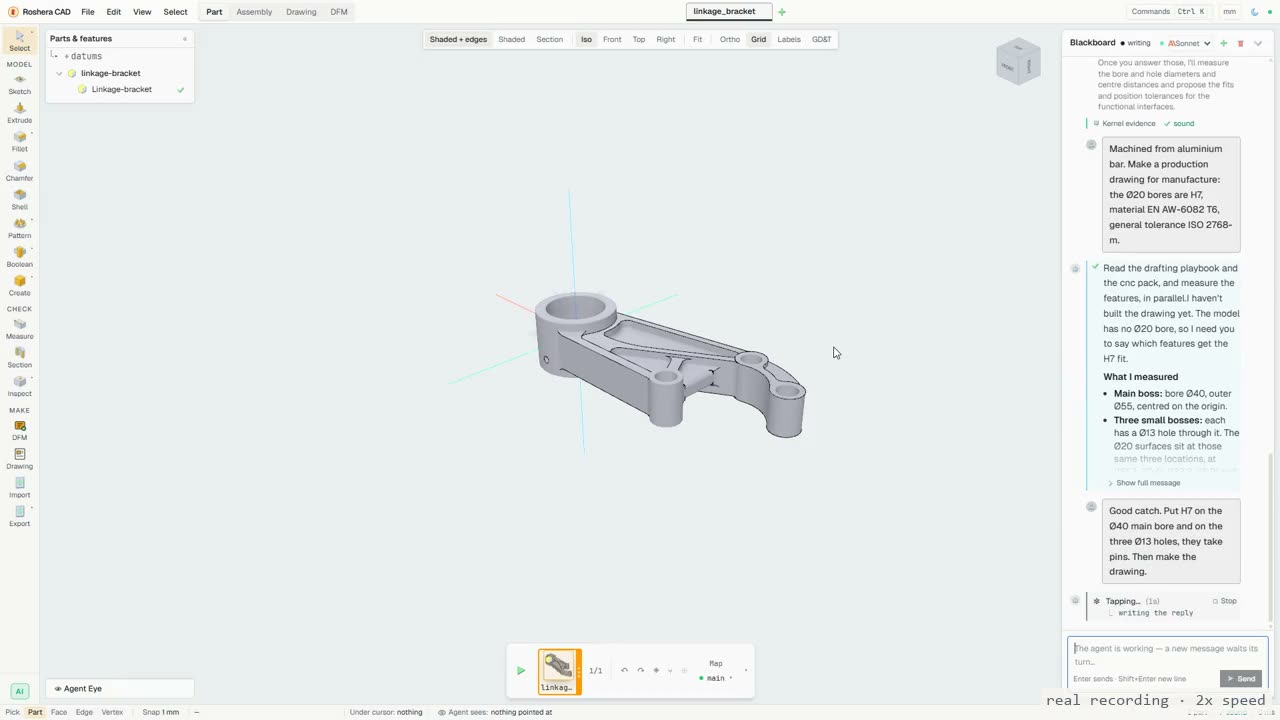 Roshera CAD File Edit View Select Part Assembly Drawing DFM linkage_bracket Commands Ctrl K mm
Select
MODEL
Sketch
Extrude
Fillet
Chamfer
Shell
Pattern
Boolean
Create
CHECK
Measure
Section
Inspect
MAKE
DFM
Drawing
Import
Export
AI
Parts & features
datums
linkage-bracket
Linkage-bracket
Shaded + edges Shaded Section Iso Front Top Right Fit Ortho Grid Labels GD&T
Blackboard writing A\Sonnet
Once you answer those, I'll measure
the bore and hole diameters and
centre distances and propose the fits
and position tolerances for the
functional interfaces.
Kernel evidence ✓ sound
Machined from aluminium
bar. Make a production
drawing for manufacture:
the Ø20 bores are H7,
material EN AW-6082 T6,
general tolerance ISO 2768-
m.
Read the drafting playbook and
the cnc pack, and measure the
features, in parallel.I haven't
built the drawing yet. The model
has no Ø20 bore, so I need you
to say which features get the
H7 fit.
What I measured
• Main boss: bore Ø40, outer
Ø55, centred on the origin.
• Three small bosses: each
has a Ø13 hole through it. The
Ø20 surfaces sit at those
same three locations, at
Show full message
Good catch. Put H7 on the
Ø40 main bore and on the
three Ø13 holes, they take
pins. Then make the
drawing.
Tapping... (1s) Stop
writing the reply
The agent is working — a new message waits its
turn…
Enter sends · Shift+Enter new line Send
real recording · 2x speed
linkag...
1/1
Map
main
Agent Eye
Pick Part Face Edge Vertex Snap 1 mm — Under cursor: nothing Agent sees: nothing pointed at